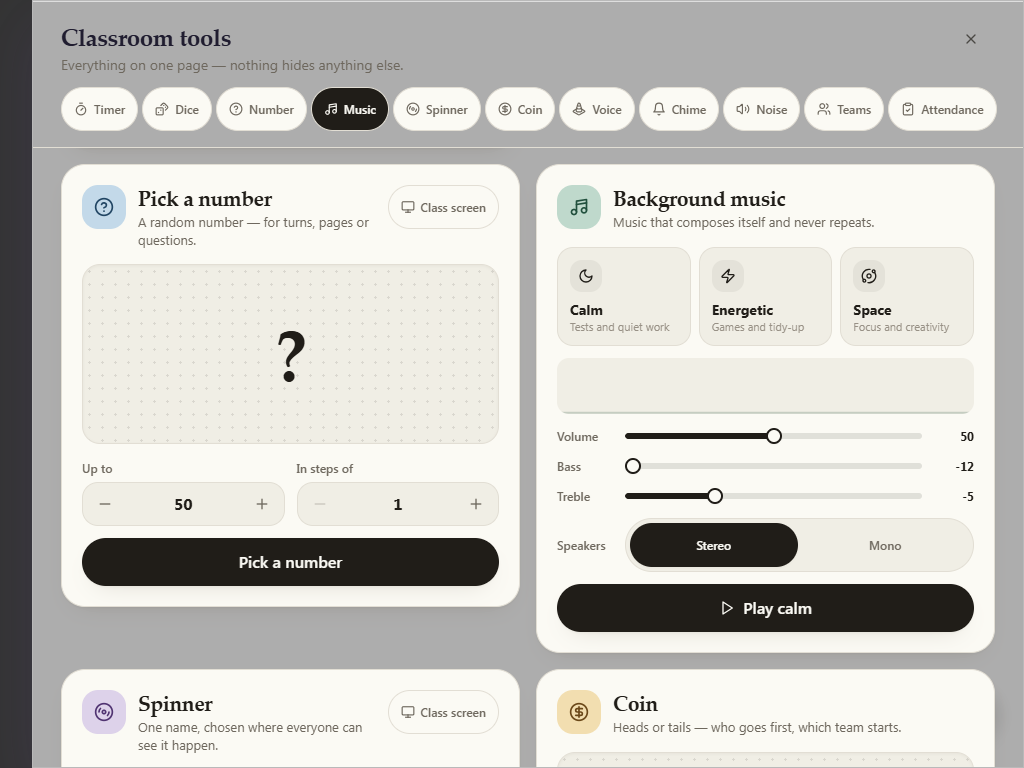 Classroom tools
Everything on one page — nothing hides anything else.
Timer
Dice
Number
Music
Spinner
Coin
Voice
Chime
Noise
Teams
Attendance
Pick a number
A random number — for turns, pages or
questions.
Class screen
?
Up to
In steps of
50
1
Pick a number
Background music
Music that composes itself and never repeats.
Calm
Tests and quiet work
Energetic
Games and tidy-up
Space
Focus and creativity
Volume 50
Bass -12
Treble -5
Speakers Stereo Mono
Play calm
Spinner
One name, chosen where everyone can
see it happen.
Class screen
Coin
Heads or tails — who goes first, which team starts.